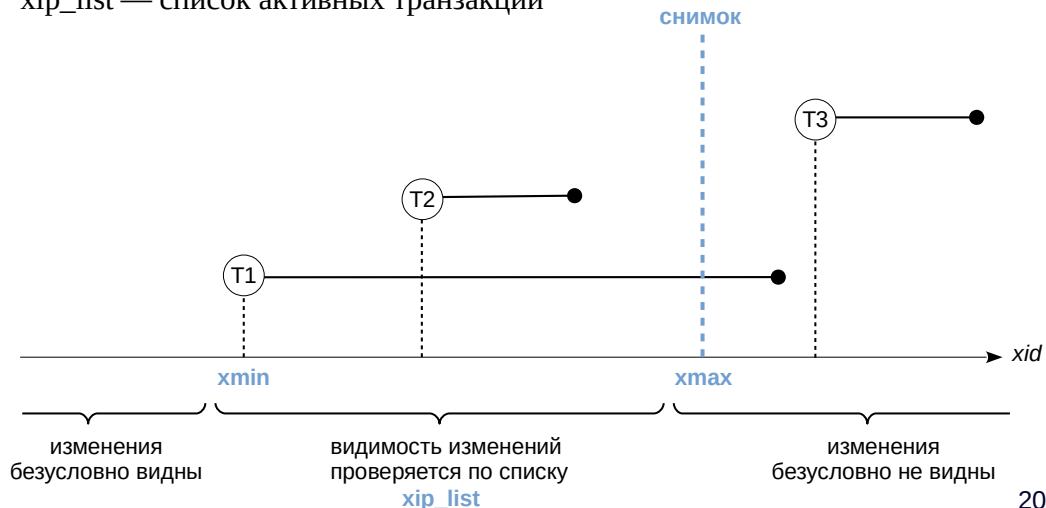 xip_list — список активных транзакций
снимок
T3
T2
T1
xid
xmin
xmax
изменения
безусловно видны
видимость изменений
проверяется по списку
xip_list
изменения
безусловно не видны
20